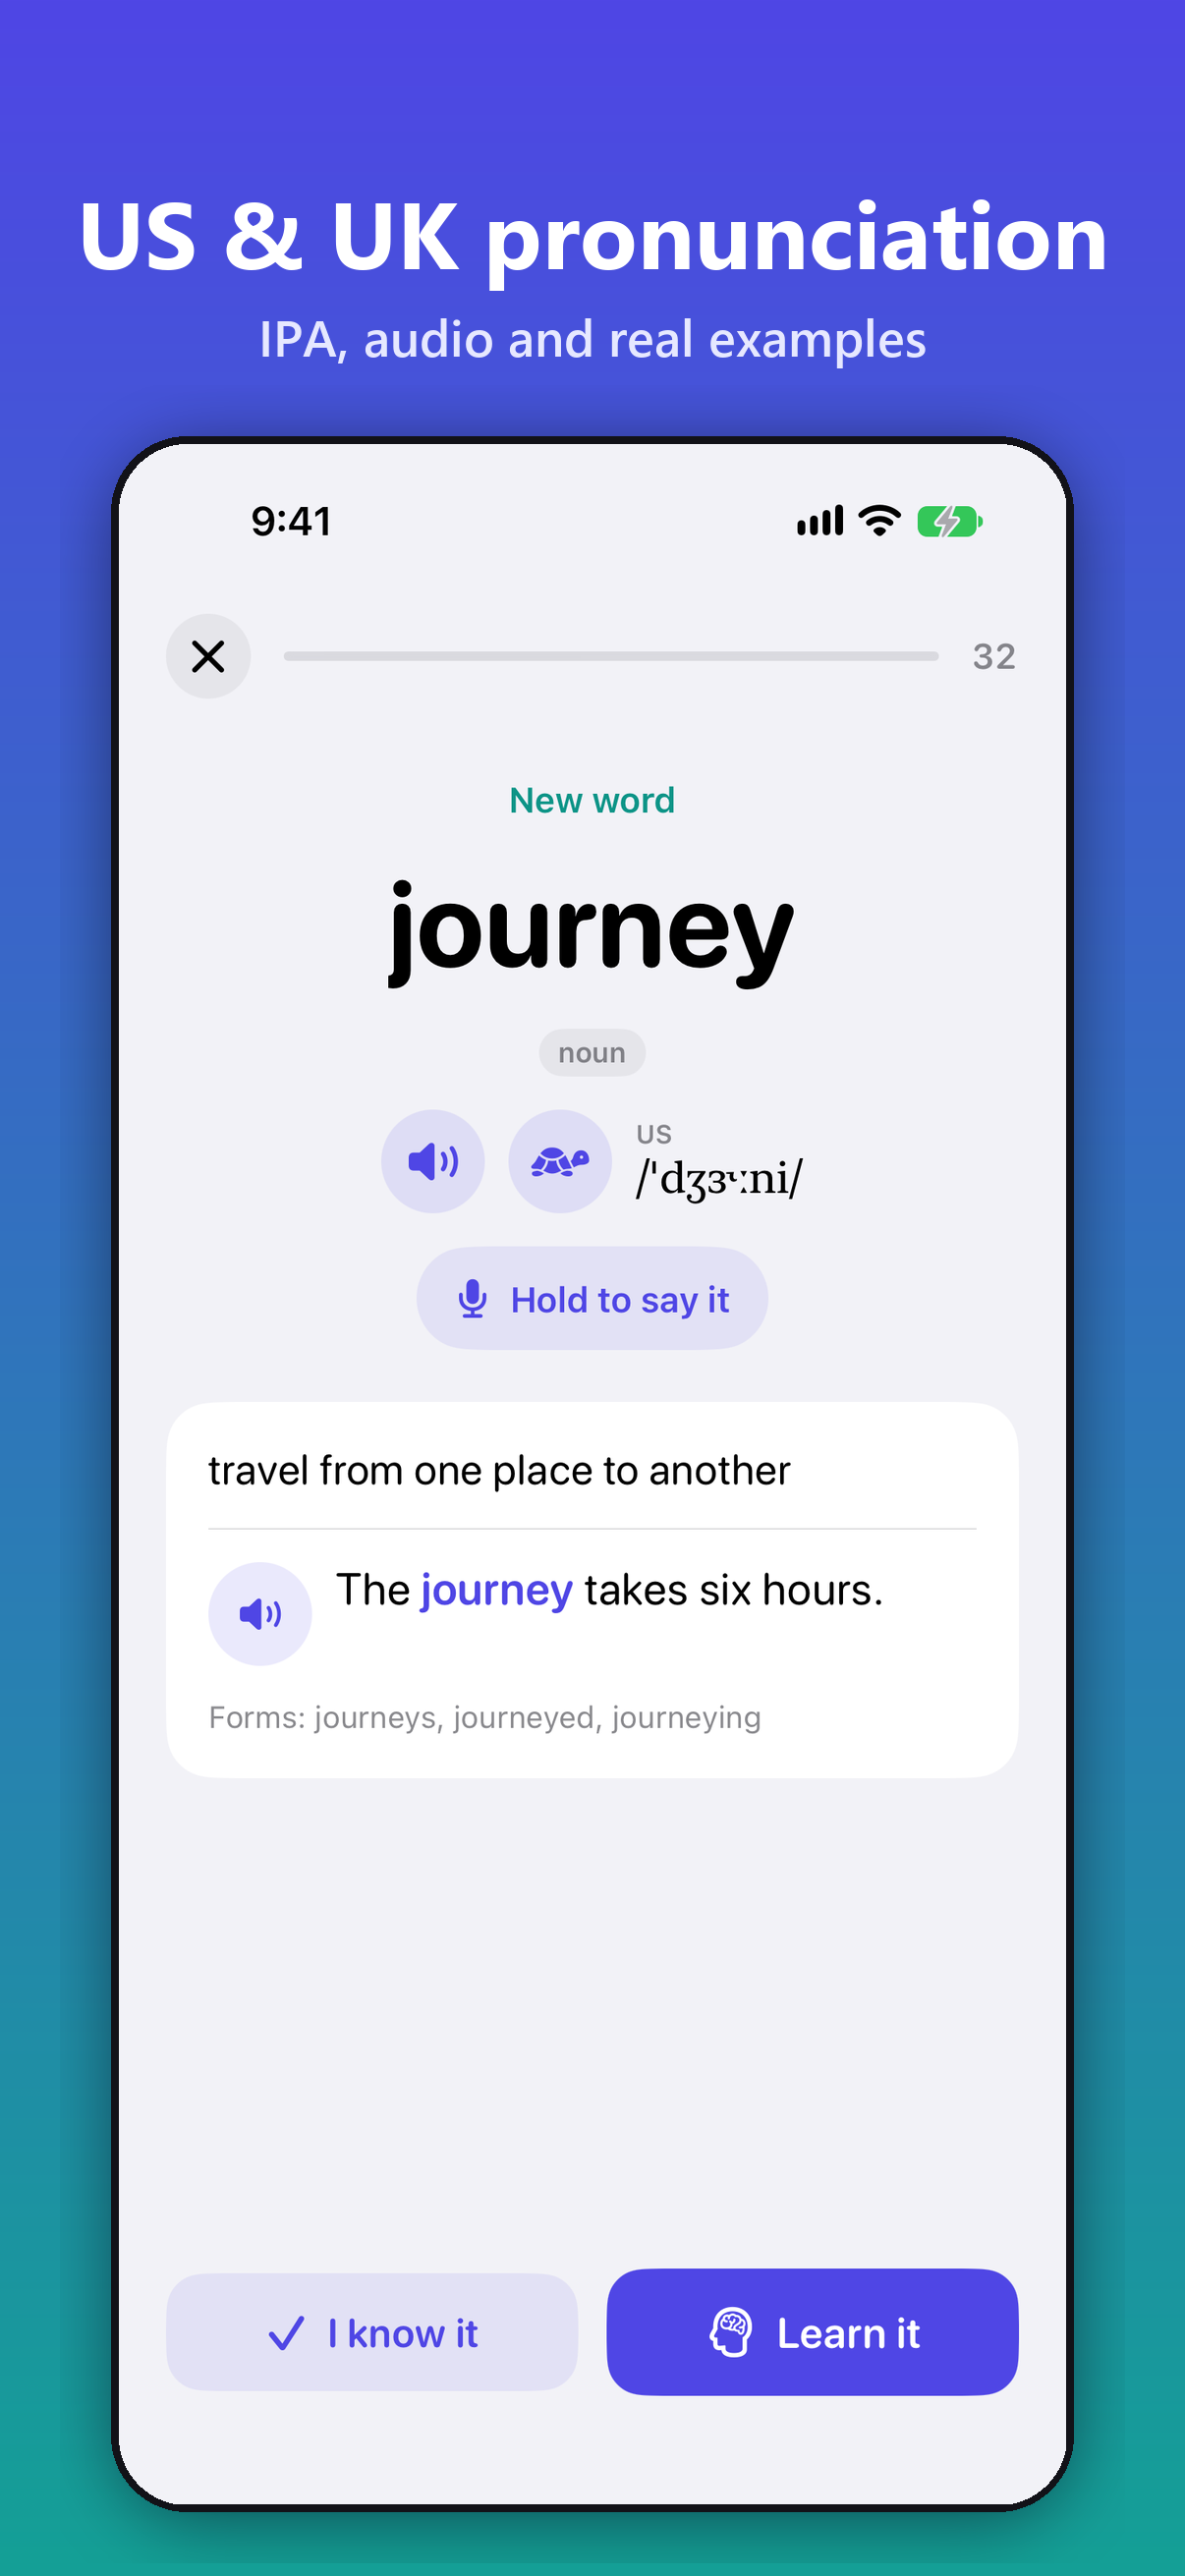 US & UK pronunciation
IPA, audio and real examples
9:41
32
New word
journey
noun
US
/ˈdʒɝːni/
Hold to say it
travel from one place to another
The journey takes six hours.
Forms: journeys, journeyed, journeying
I know it
Learn it